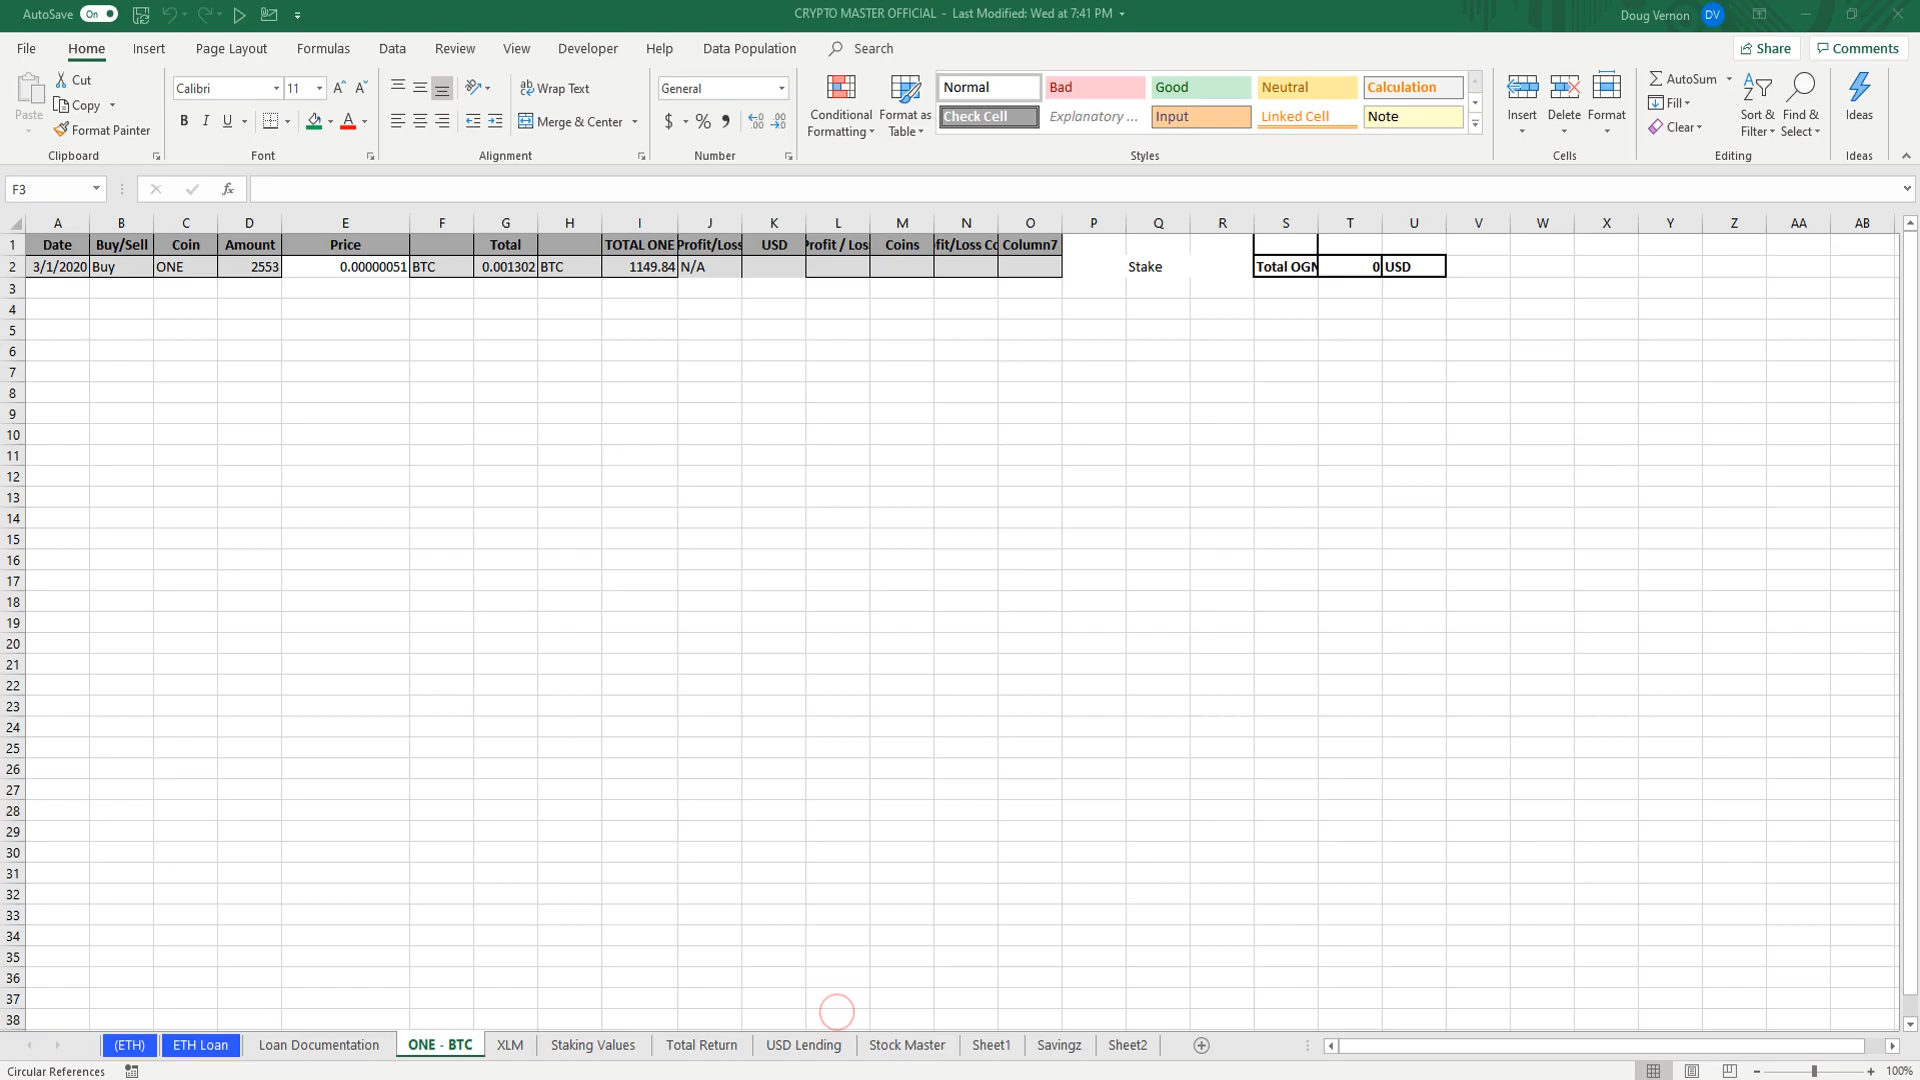 AutoSave On
CRYPTO MASTER OFFICIAL - Last Modified: Wed at 7:41 PM
Doug Vernon DV
File Home Insert Page Layout Formulas Data Review View Developer Help Data Population Search
Share Comments
Paste
Cut
Copy
Format Painter
Clipboard
Calibri 11
B I U
Font
Wrap Text
Merge & Center
Alignment
General
$ % ,
Number
Conditional Formatting
Format as Table
Normal Bad Good Neutral Calculation
Check Cell Explanatory ... Input Linked Cell Note
Styles
Insert Delete Format
Cells
AutoSum
Fill
Clear
Sort & Filter
Find & Select
Editing
Ideas
Ideas
F3 fx
A B C D E F G H I J K L M N O P Q R S T U V W X Y Z AA AB
1 Date Buy/Sell Coin Amount Price Total TOTAL ONE Profit/Loss USD Profit / Los Coins fit/Loss Co Column7
2 3/1/2020 Buy ONE 2553 0.00000051 BTC 0.001302 BTC 1149.84 N/A Stake Total OGN 0 USD
3
4
5
6
7
8
9
10
11
12
13
14
15
16
17
18
19
20
21
22
23
24
25
26
27
28
29
30
31
32
33
34
35
36
37
38
(ETH) ETH Loan Loan Documentation ONE - BTC XLM Staking Values Total Return USD Lending Stock Master Sheet1 Savingz Sheet2
Circular References 100%